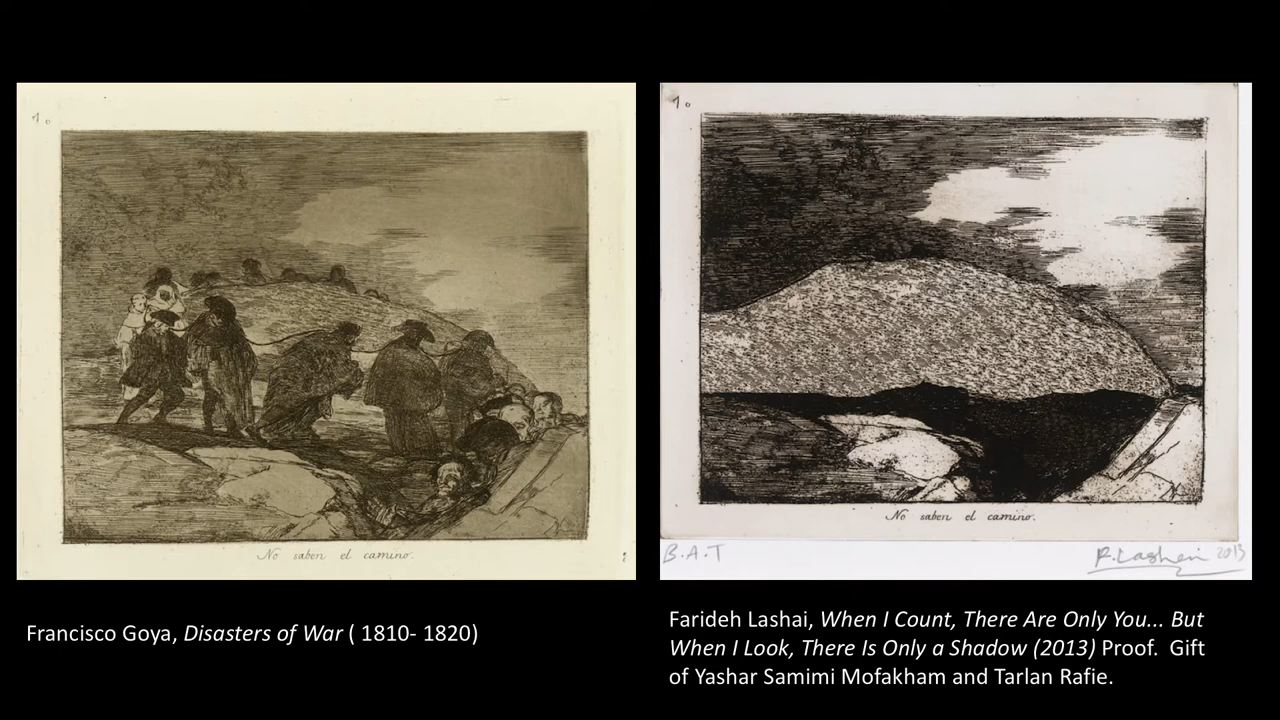 70
No saben el camino.
Francisco Goya, Disasters of War ( 1810- 1820)
70
No saben el camino.
B.A.T
F. Lashai 2013
Farideh Lashai, When I Count, There Are Only You... But
When I Look, There Is Only a Shadow (2013) Proof.  Gift
of Yashar Samimi Mofakham and Tarlan Rafie.